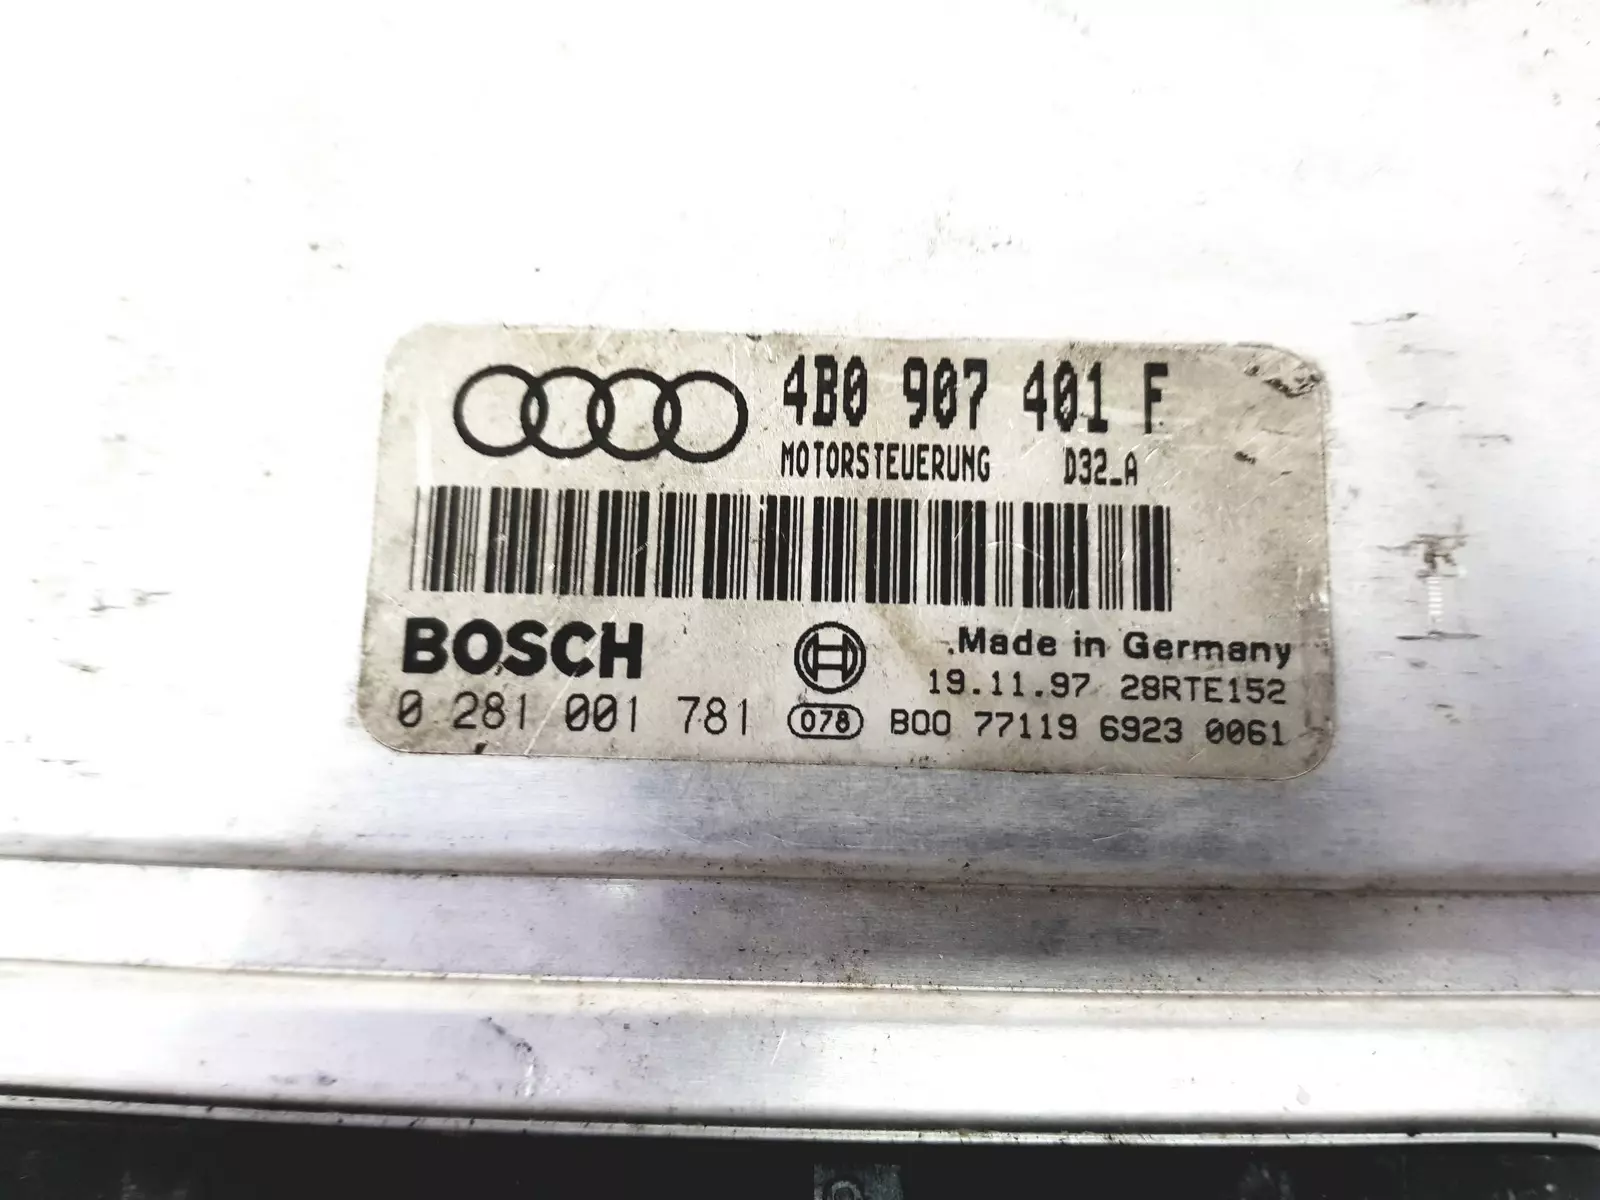 4B0 907 401 F
MOTORSTEUERUNG D32_A
BOSCH
.Made in Germany
19.11.97 28RTE152
0 281 001 781 078 B00 77119 6923 0061